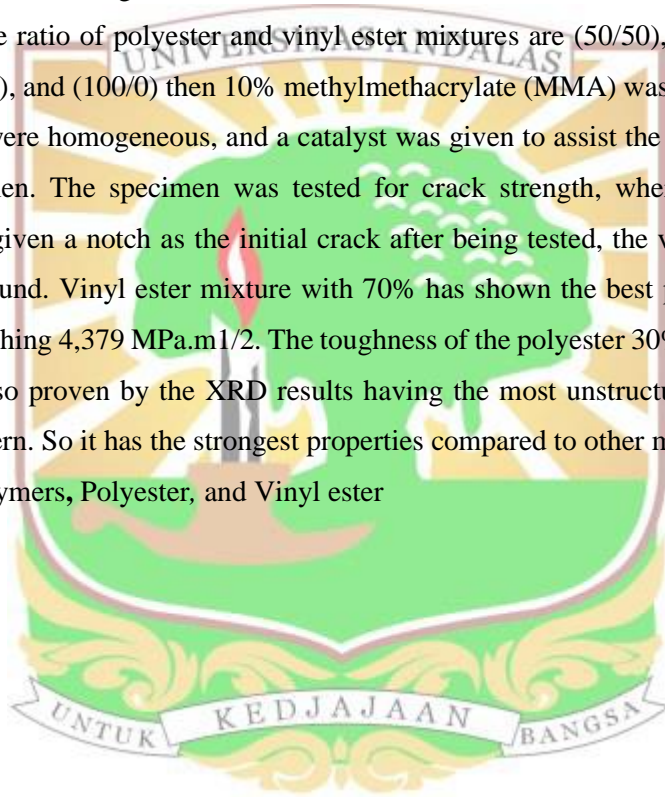 e ratio of polyester and vinyl ester mixtures are (50/50),
), and (100/0) then 10% methylmethacrylate (MMA) was
were homogeneous, and a catalyst was given to assist the
en. The specimen was tested for crack strength,
given a notch as the initial crack after being tested, the
und. Vinyl ester mixture with 70% has shown the best
hing 4,379 MPa.m1/2. The toughness of the polyester 30%
so proven by the XRD results having the most
ern. So it has the strongest properties compared to other
ymers, Polyester, and Vinyl ester
UNIVERSITAS ANDALAS
UNTUK KEDJAJAAN BANGSA